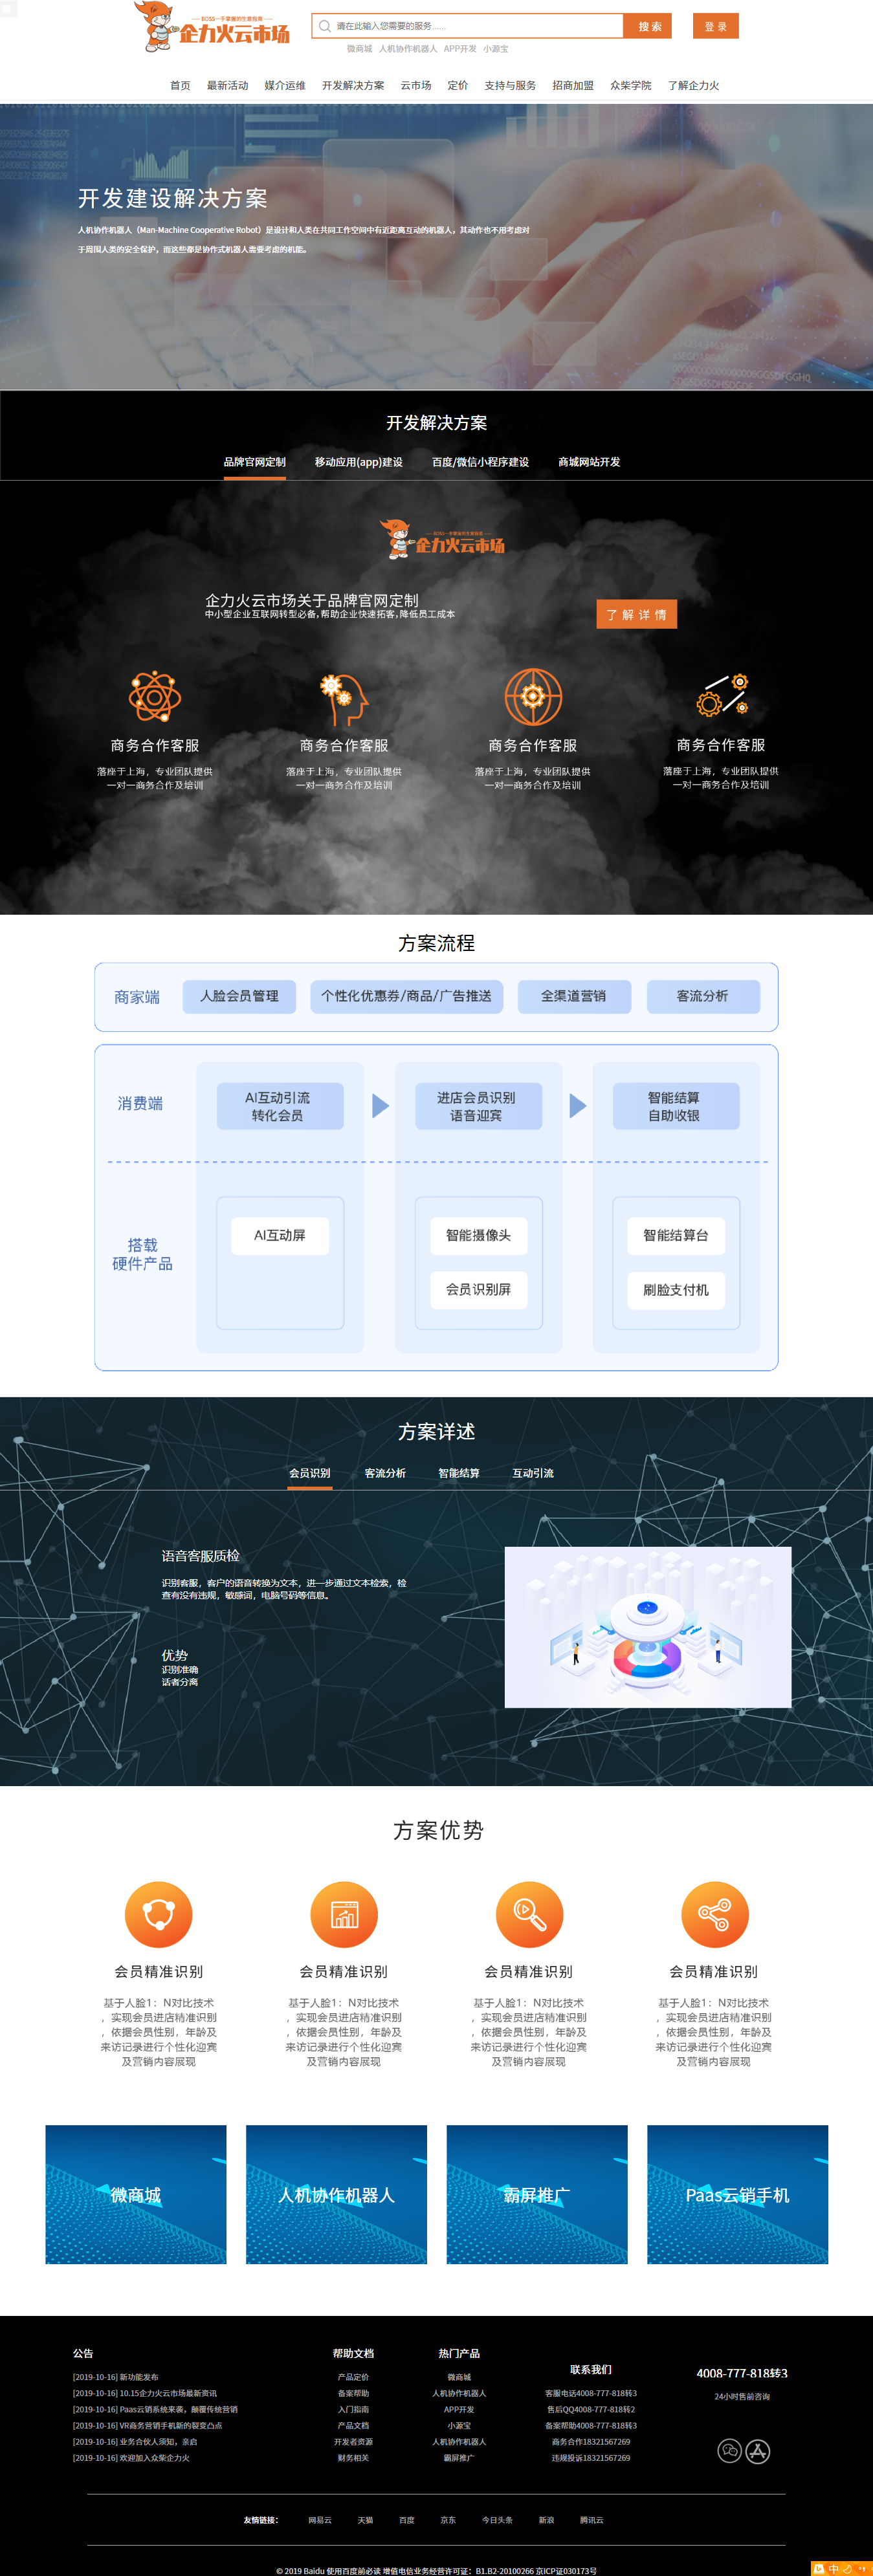 BOSS一手掌握的生意指南
企力火云市场
请在此输入您需要的服务......
搜 索
登 录
微商城 人机协作机器人 APP开发 小源宝
首页 最新活动 媒介运维 开发解决方案 云市场 定价 支持与服务 招商加盟 众柴学院 了解企力火
开发建设解决方案
人机协作机器人（Man-Machine Cooperative Robot）是设计和人类在共同工作空间中有近距离互动的机器人，其动作也不用考虑对
于周围人类的安全保护，而这些都是协作式机器人需要考虑的机能。
开发解决方案
品牌官网定制 移动应用(app)建设 百度/微信小程序建设 商城网站开发
企力火云市场
企力火云市场关于品牌官网定制
中小型企业互联网转型必备,帮助企业快速拓客,降低员工成本
了 解 详 情
商务合作客服 商务合作客服 商务合作客服 商务合作客服
落座于上海，专业团队提供 落座于上海，专业团队提供 落座于上海，专业团队提供 落座于上海，专业团队提供
一对一商务合作及培训 一对一商务合作及培训 一对一商务合作及培训 一对一商务合作及培训
方案流程
商家端 人脸会员管理 个性化优惠券/商品/广告推送 全渠道营销 客流分析
消费端
AI互动引流
转化会员
进店会员识别
语音迎宾
智能结算
自助收银
搭载
硬件产品
AI互动屏
智能摄像头
会员识别屏
智能结算台
刷脸支付机
方案详述
会员识别 客流分析 智能结算 互动引流
语音客服质检
识别客服，客户的语音转换为文本，进一步通过文本检索，检
查有没有违规，敏感词，电脑号码等信息。
优势
识别准确
话者分离
方案优势
会员精准识别 会员精准识别 会员精准识别 会员精准识别
基于人脸1：N对比技术 基于人脸1：N对比技术 基于人脸1：N对比技术 基于人脸1：N对比技术
，实现会员进店精准识别 ，实现会员进店精准识别 ，实现会员进店精准识别 ，实现会员进店精准识别
，依据会员性别，年龄及 ，依据会员性别，年龄及 ，依据会员性别，年龄及 ，依据会员性别，年龄及
来访记录进行个性化迎宾 来访记录进行个性化迎宾 来访记录进行个性化迎宾 来访记录进行个性化迎宾
及营销内容展现 及营销内容展现 及营销内容展现 及营销内容展现
微商城 人机协作机器人 霸屏推广 Paas云销手机
公告
[2019-10-16] 新功能发布
[2019-10-16] 10.15企力火云市场最新资讯
[2019-10-16] Paas云销系统来袭，颠覆传统营销
[2019-10-16] VR商务营销手机新的裂变凸点
[2019-10-16] 业务合伙人须知，亲启
[2019-10-16] 欢迎加入众柴企力火
帮助文档
产品定价
备案帮助
入门指南
产品文档
开发者资源
财务相关
热门产品
微商城
人机协作机器人
APP开发
小源宝
人机协作机器人
霸屏推广
联系我们
客服电话4008-777-818转3
售后QQ4008-777-818转2
备案帮助4008-777-818转3
商务合作18321567269
违规投诉18321567269
4008-777-818转3
24小时售前咨询
友情链接： 网易云 天猫 百度 京东 今日头条 新浪 腾讯云
© 2019 Baidu 使用百度前必读 增值电信业务经营许可证：B1.B2-20100266 京ICP证030173号
中